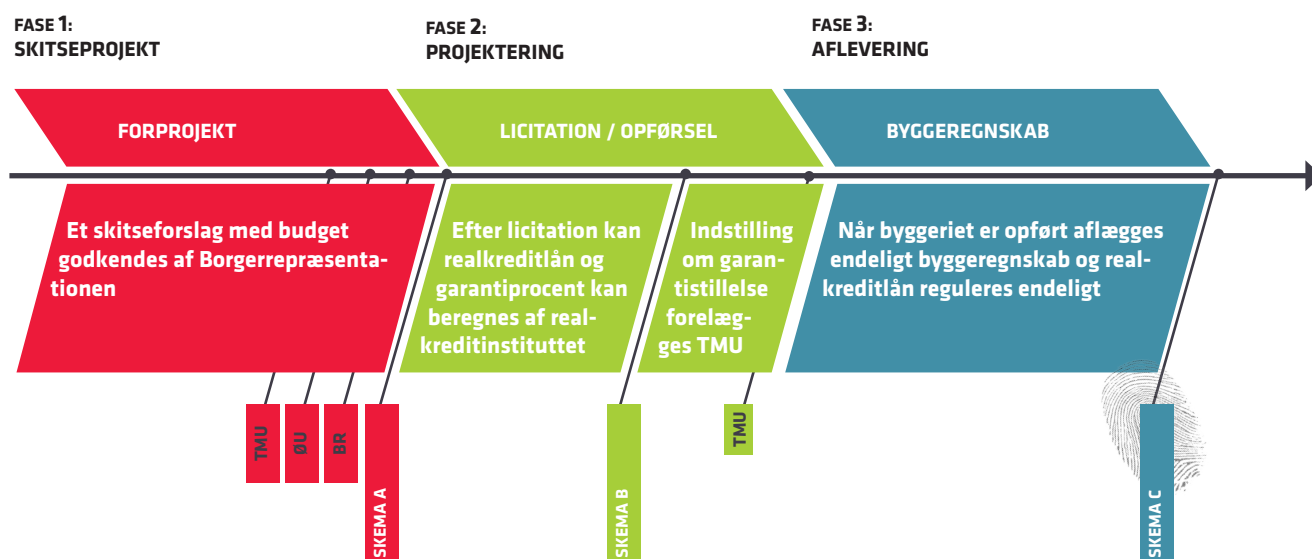 FASE 1:
SKITSEPROJEKT
FASE 2:
PROJEKTERING
FASE 3:
AFLEVERING
FORPROJEKT
LICITATION / OPFØRSEL
BYGGEREGNSKAB
Et skitseforslag med budget
godkendes af Borgerrepræsenta-
tionen
Efter licitation kan
realkreditlån og
garantiprocent kan
beregnes af real-
kreditinstituttet
Indstilling
om garan-
tistillelse
forelæg-
ges TMU
Når byggeriet er opført aflægges
endeligt byggeregnskab og real-
kreditlån reguleres endeligt
TMU
ØU
BR
SKEMA A
SKEMA B
TMU
SKEMA C